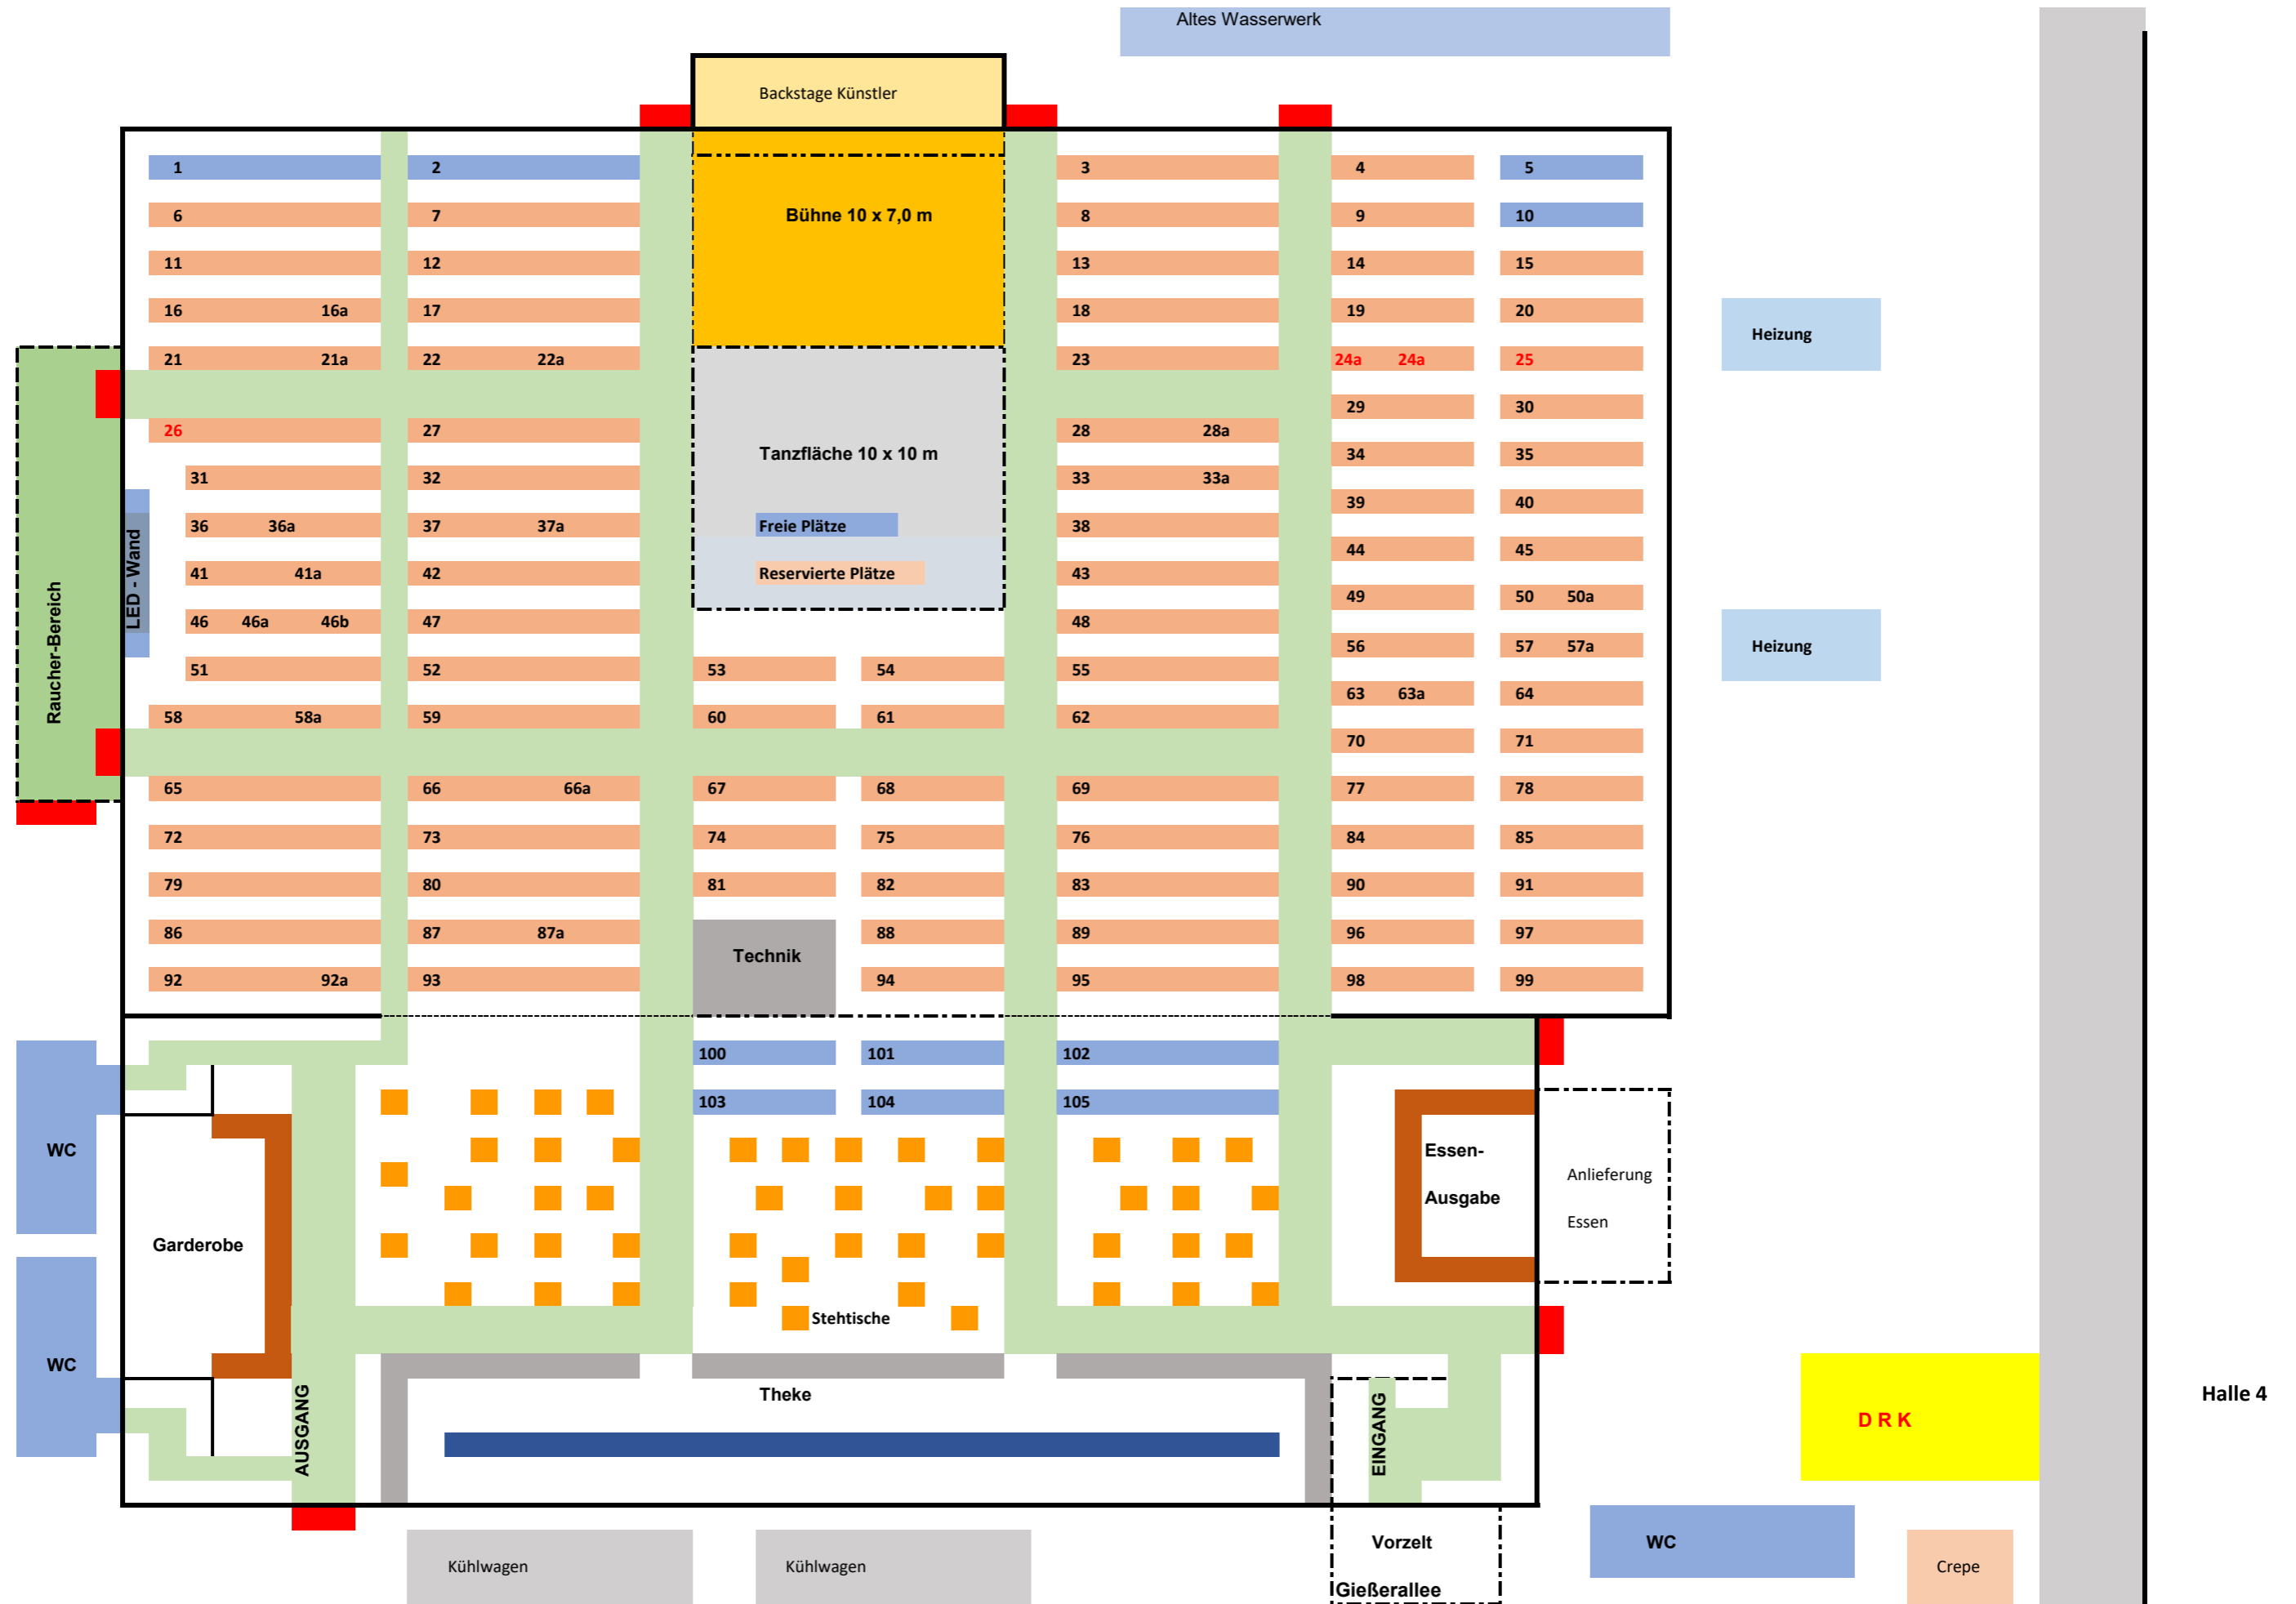 Altes Wasserwerk
Backstage Künstler
1 2 3 4 5
6 7 Bühne 10 x 7,0 m 8 9 10
11 12 13 14 15
16 16a 17 18 19 20
Heizung
21 21a 22 22a 23 24a 24a 25
29 30
26 27 28 28a
Tanzfläche 10 x 10 m 34 35
31 32 33 33a
39 40
36 36a 37 37a Freie Plätze 38
44 45
41 41a 42 Reservierte Plätze 43
49 50 50a
46 46a 46b 47 48
LED - Wand
Raucher-Bereich
56 57 57a
Heizung
51 52 53 54 55
63 63a 64
58 58a 59 60 61 62
70 71
65 66 66a 67 68 69 77 78
72 73 74 75 76 84 85
79 80 81 82 83 90 91
86 87 87a 88 89 96 97
Technik
92 92a 93 94 95 98 99
100 101 102
103 104 105
WC
Essen-
Ausgabe
Anlieferung
Essen
Garderobe
Stehtische
WC
Theke
AUSGANG
EINGANG
D R K
Halle 4
Kühlwagen
Kühlwagen
Vorzelt
Gießerallee
WC
Crepe